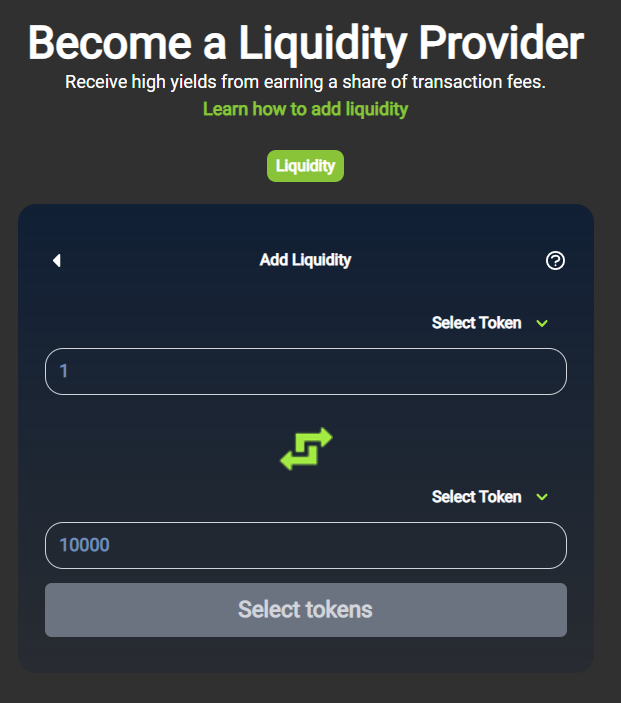 Become a Liquidity Provider
Receive high yields from earning a share of transaction fees.
Learn how to add liquidity
Liquidity
Add Liquidity
Select Token
1
Select Token
10000
Select tokens